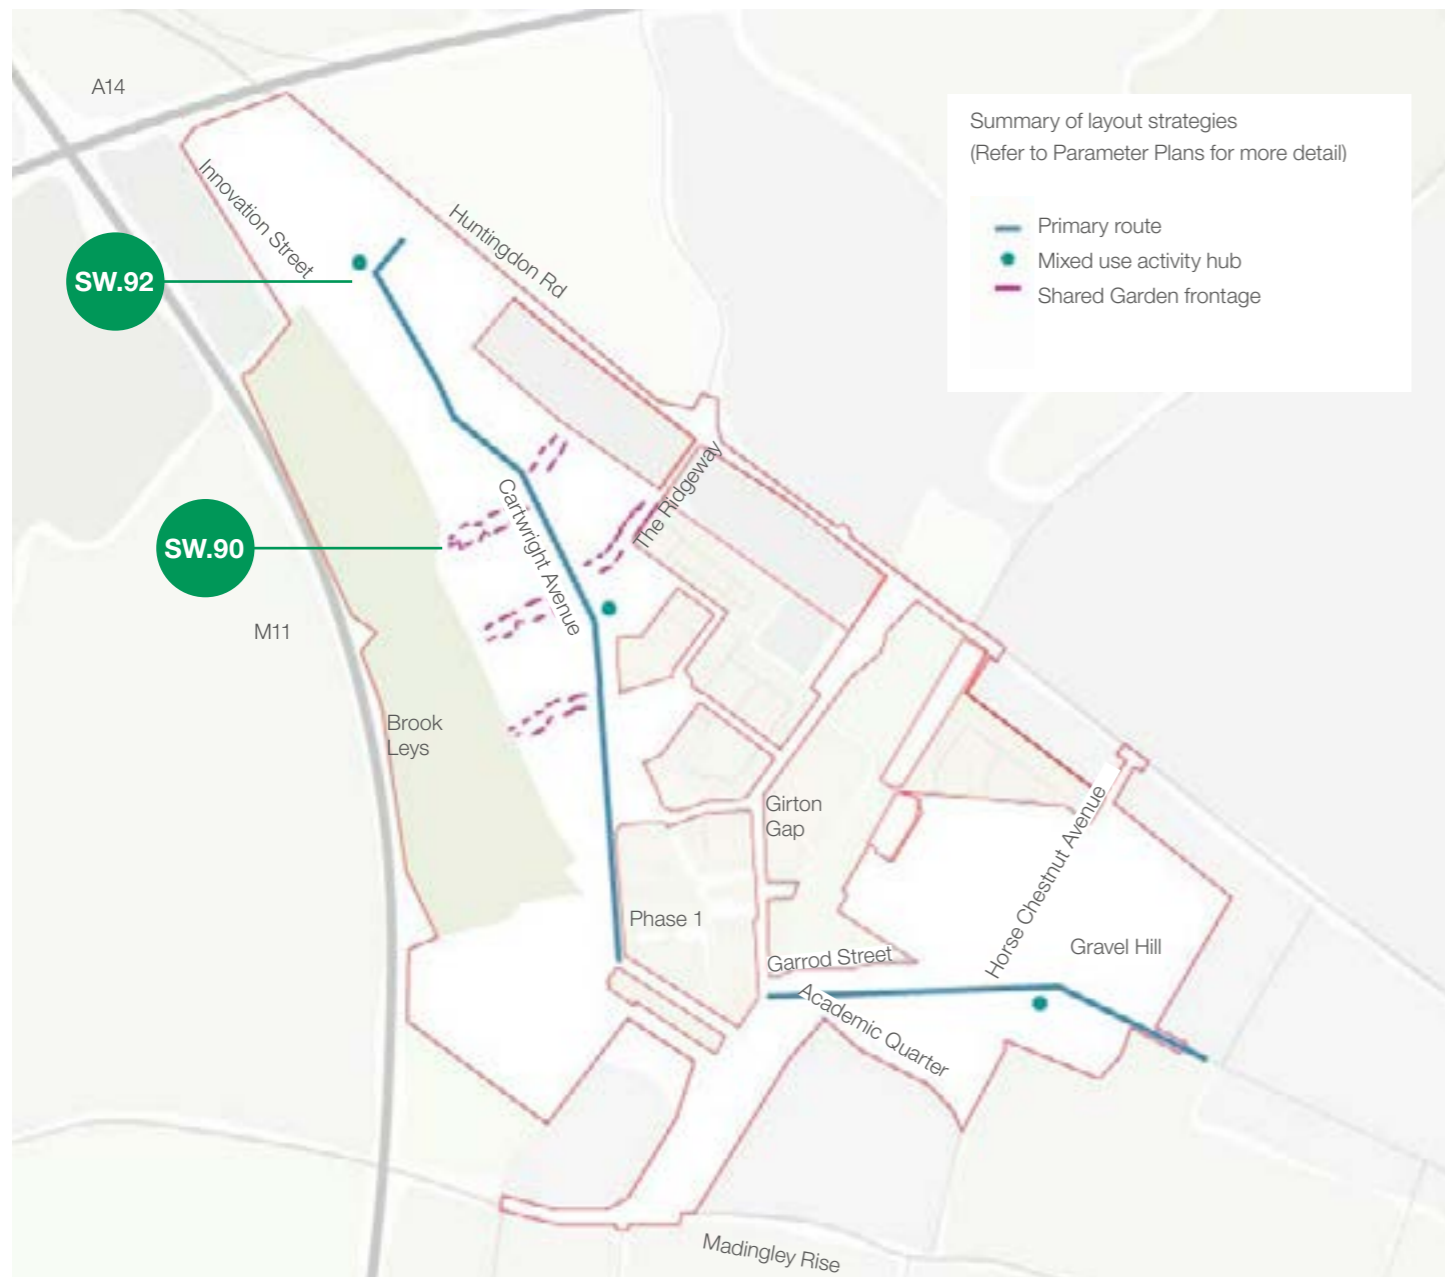 A14
Summary of layout strategies
(Refer to Parameter Plans for more detail)
Primary route
Mixed use activity hub
Shared Garden frontage
Innovation Street
Huntingdon Rd
SW.92
The Ridgeway
Cartwright Avenue
SW.90
M11
Brook
Leys
Girton
Gap
Horse Chestnut Avenue
Phase 1
Garrod Street
Gravel Hill
Academic Quarter
Madingley Rise